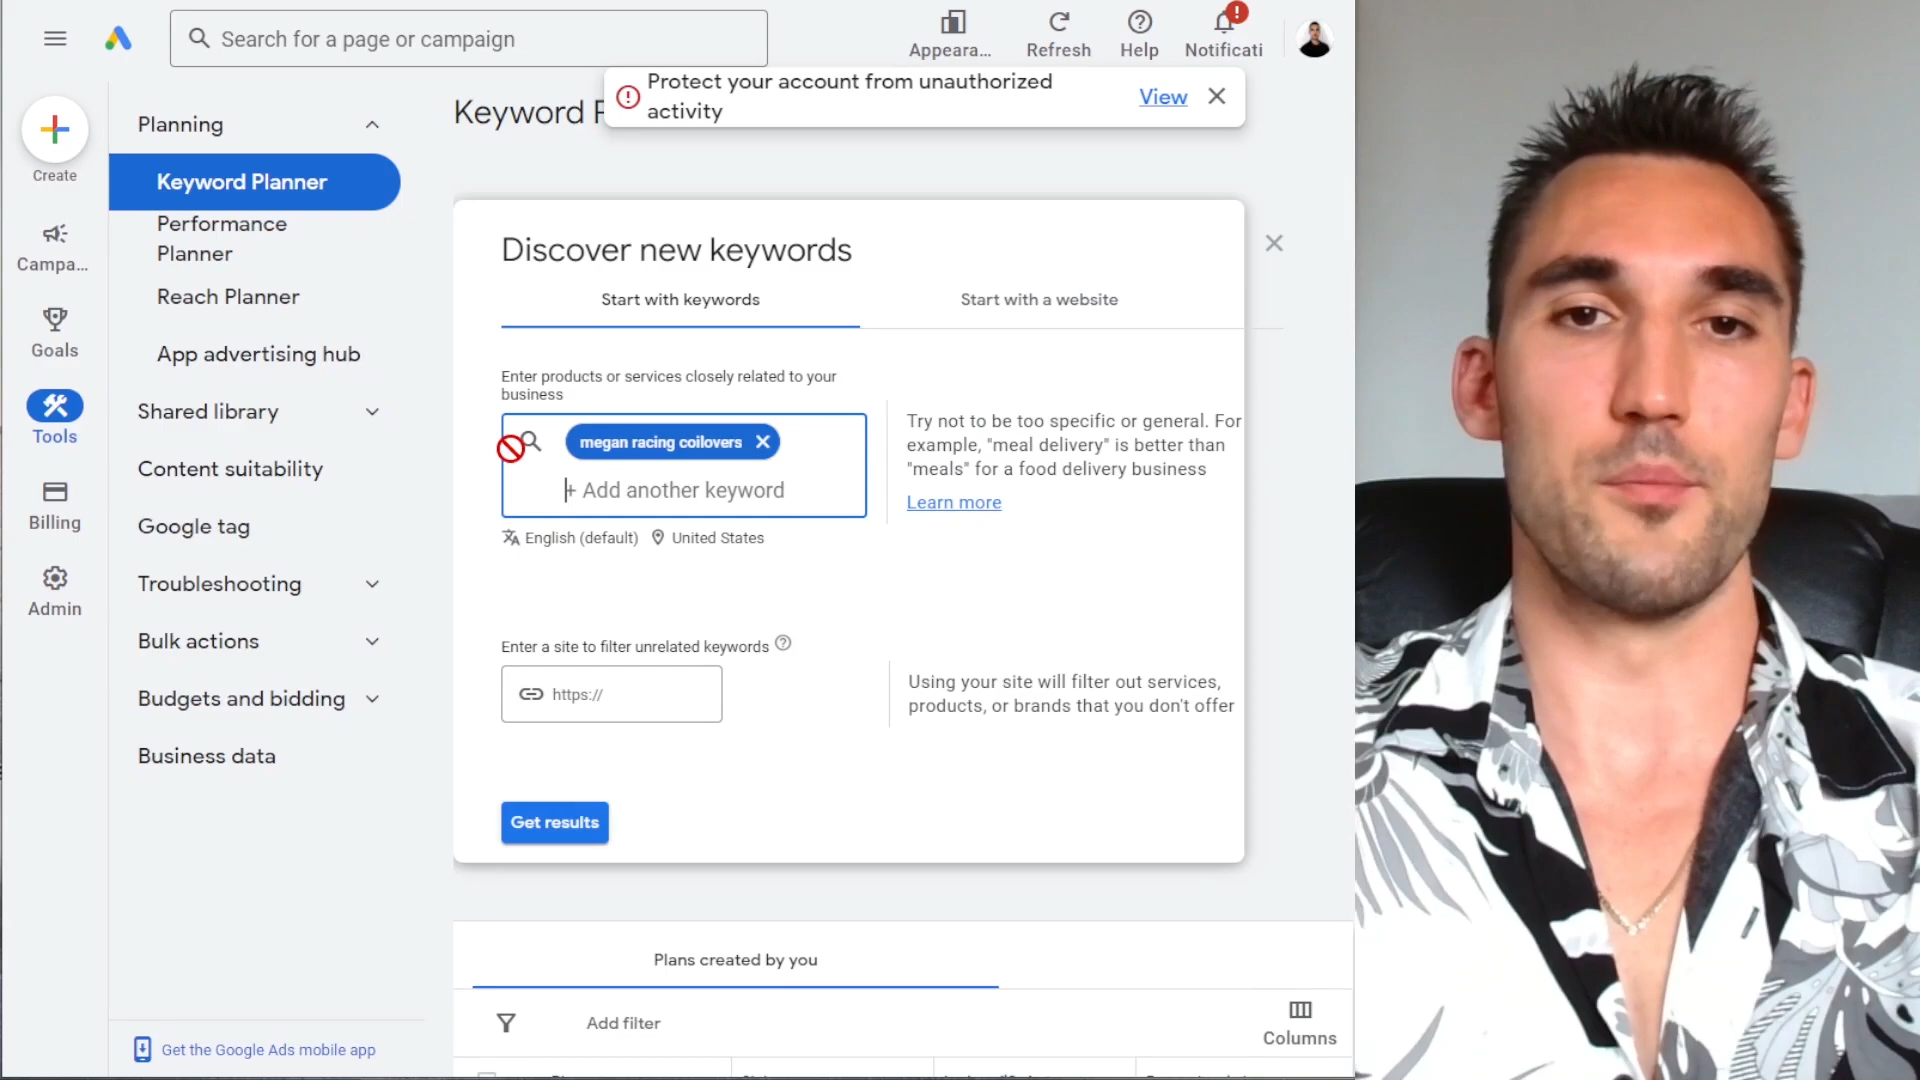 Search for a page or campaign
Appeara...
Refresh
Help
Notificati
Protect your account from unauthorized
activity
View
Create
Campa...
Goals
Tools
Billing
Admin
Planning
Keyword Planner
Performance
Planner
Reach Planner
App advertising hub
Shared library
Content suitability
Google tag
Troubleshooting
Bulk actions
Budgets and bidding
Business data
Get the Google Ads mobile app
Keyword
Discover new keywords
Start with keywords
Start with a website
Enter products or services closely related to your
business
megan racing coilovers
+ Add another keyword
English (default)
United States
Try not to be too specific or general. For
example, "meal delivery" is better than
"meals" for a food delivery business
Learn more
Enter a site to filter unrelated keywords
https://
Using your site will filter out services,
products, or brands that you don't offer
Get results
Plans created by you
Add filter
Columns